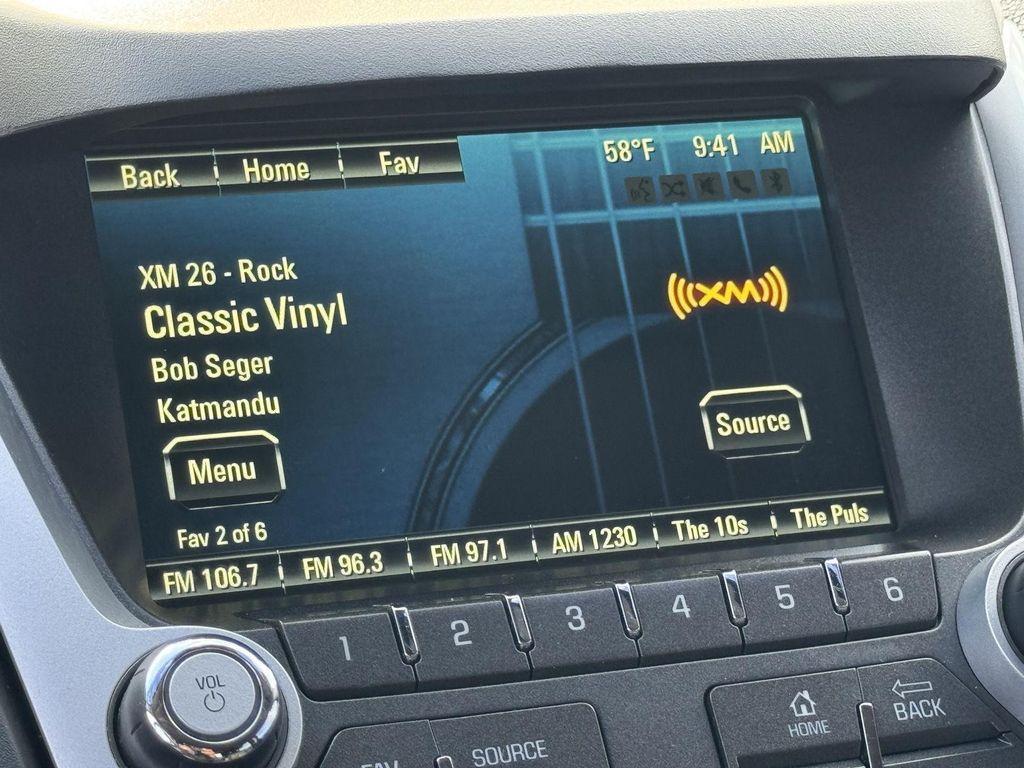 Back Home Fav 58°F 9:41 AM
XM 26 - Rock
Classic Vinyl
XM
Bob Seger
Katmandu
Source
Menu
Fav 2 of 6
FM 106.7 FM 96.3 FM 97.1 AM 1230 The 10s The Puls
1 2 3 4 5 6
VOL
HOME BACK
FAV SOURCE